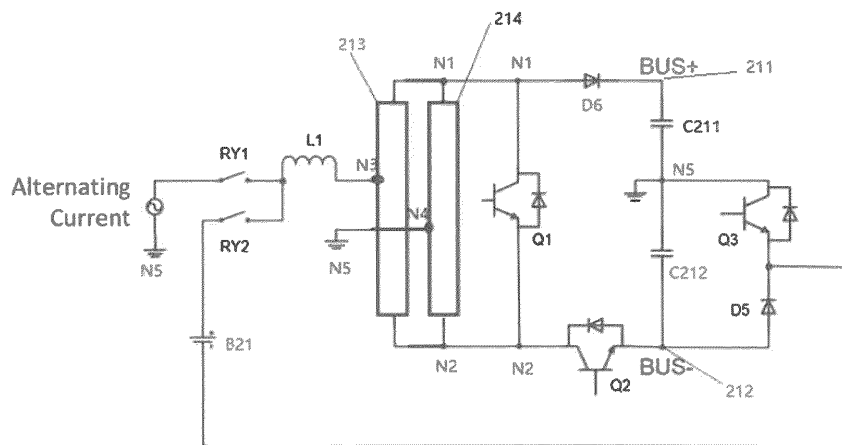 213
214
N1
N1
BUS+
211
D6
C211
RY1
L1
N3
N5
Alternating
Current
N4
Q1
Q3
N5
RY2
N5
C212
D5
B21
N2
N2
Q2
BUS-
212